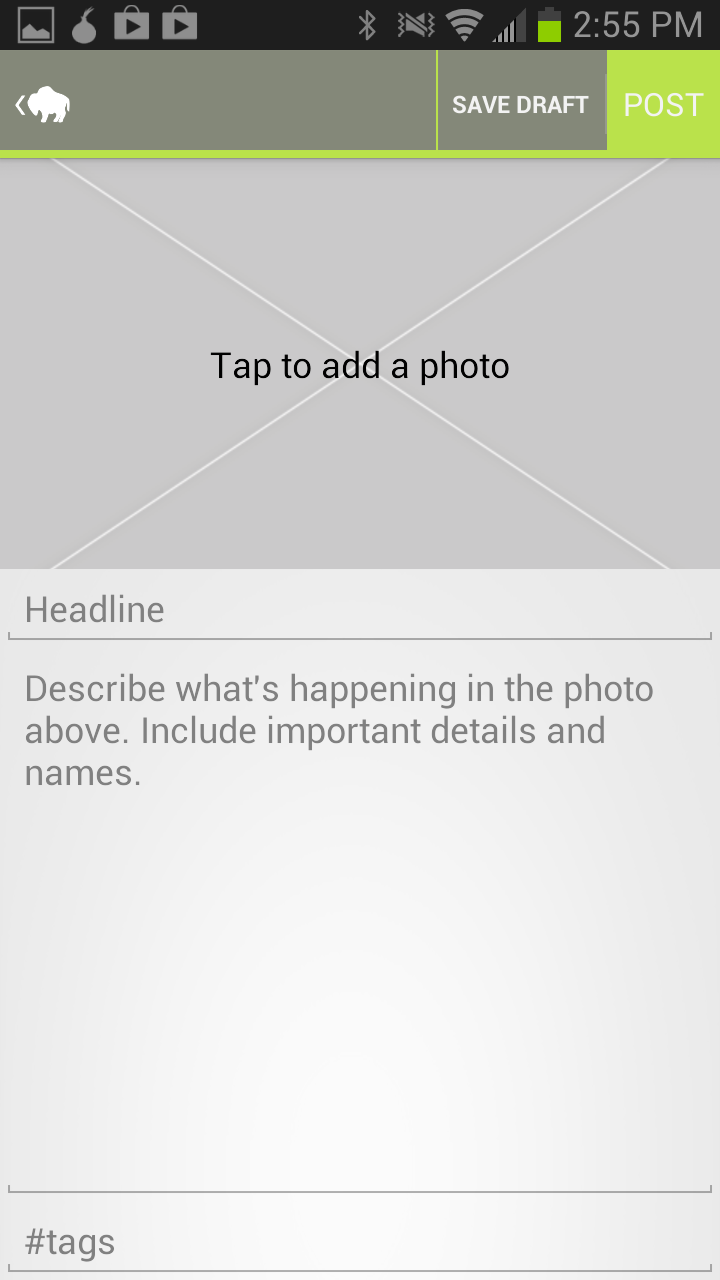 2:55 PM
SAVE DRAFT
POST
Tap to add a photo
Headline
Describe what's happening in the photo
above. Include important details and
names.
#tags